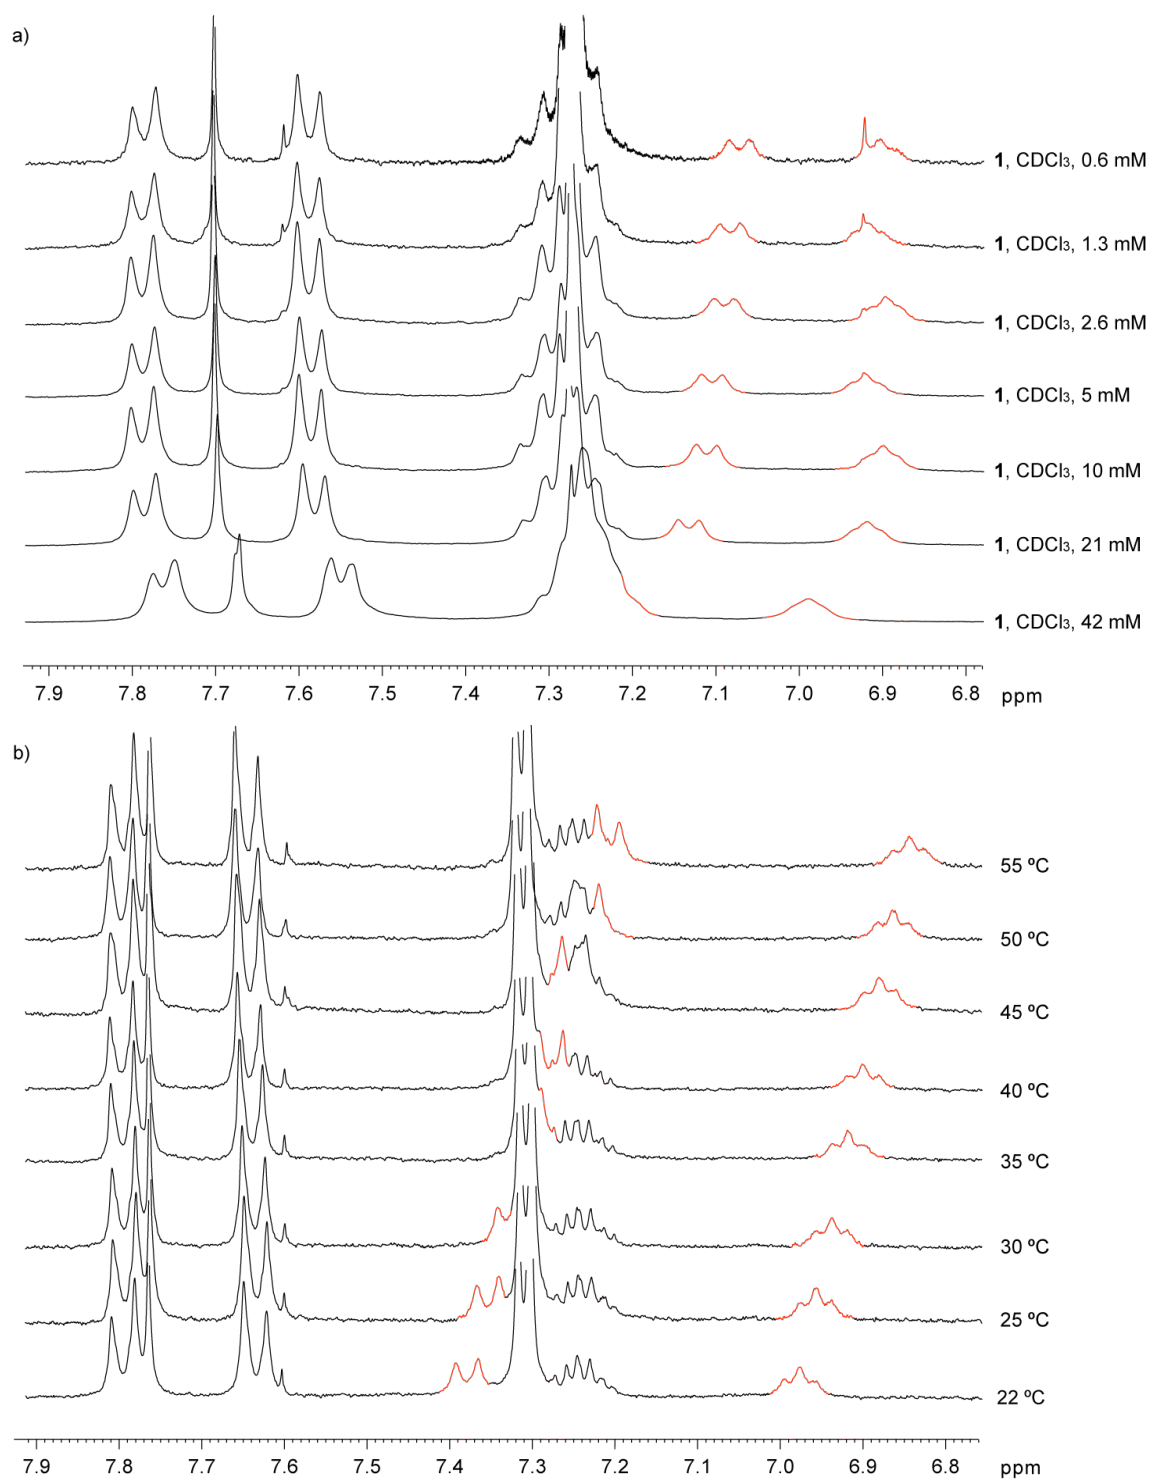 a)
1, CDCl₃, 0.6 mM
1, CDCl₃, 1.3 mM
1, CDCl₃, 2.6 mM
1, CDCl₃, 5 mM
1, CDCl₃, 10 mM
1, CDCl₃, 21 mM
1, CDCl₃, 42 mM
7.9 7.8 7.7 7.6 7.5 7.4 7.3 7.2 7.1 7.0 6.9 6.8 ppm
b)
55 ºC
50 ºC
45 ºC
40 ºC
35 ºC
30 ºC
25 ºC
22 ºC
7.9 7.8 7.7 7.6 7.5 7.4 7.3 7.2 7.1 7.0 6.9 6.8 ppm